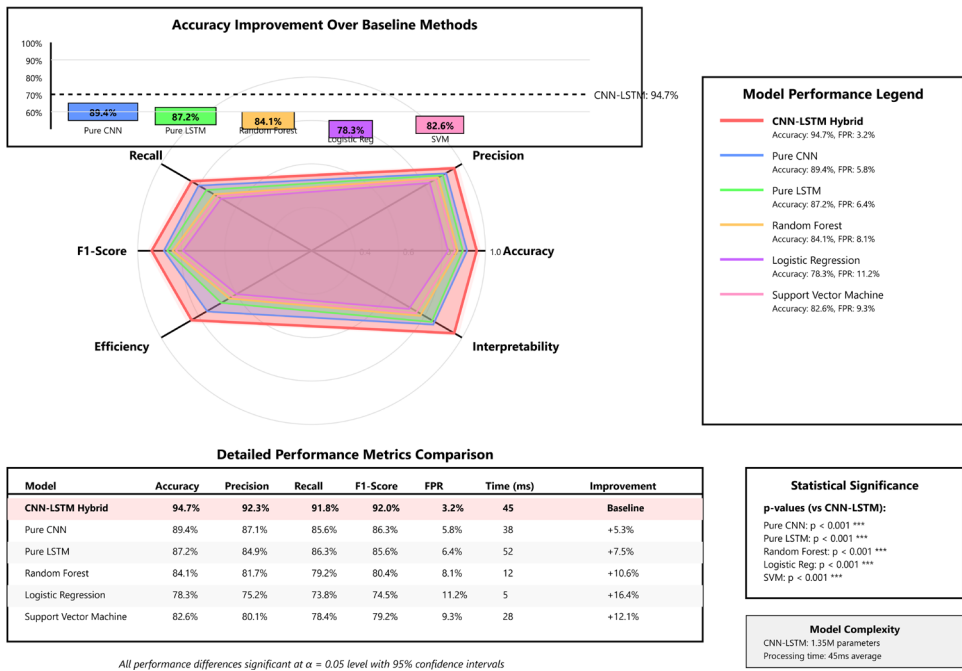 Accuracy Improvement Over Baseline Methods
100%
90%
80%
70%
60%
CNN-LSTM: 94.7%
89.4%
87.2%
84.1%
78.3%
82.6%
Pure CNN
Pure LSTM
Random Forest
Logistic Reg
SVM
Recall
Precision
F1-Score
1.0
Accuracy
Efficiency
Interpretability
Model Performance Legend
CNN-LSTM Hybrid
Accuracy: 94.7%, FPR: 3.2%
Pure CNN
Accuracy: 89.4%, FPR: 5.8%
Pure LSTM
Accuracy: 87.2%, FPR: 6.4%
Random Forest
Accuracy: 84.1%, FPR: 8.1%
Logistic Regression
Accuracy: 78.3%, FPR: 11.2%
Support Vector Machine
Accuracy: 82.6%, FPR: 9.3%
Detailed Performance Metrics Comparison
Model Accuracy Precision Recall F1-Score FPR Time (ms) Improvement
CNN-LSTM Hybrid 94.7% 92.3% 91.8% 92.0% 3.2% 45 Baseline
Pure CNN 89.4% 87.1% 85.6% 86.3% 5.8% 38 +5.3%
Pure LSTM 87.2% 84.9% 86.3% 85.6% 6.4% 52 +7.5%
Random Forest 84.1% 81.7% 79.2% 80.4% 8.1% 12 +10.6%
Logistic Regression 78.3% 75.2% 73.8% 74.5% 11.2% 5 +16.4%
Support Vector Machine 82.6% 80.1% 78.4% 79.2% 9.3% 28 +12.1%
All performance differences significant at α = 0.05 level with 95% confidence intervals
Statistical Significance
p-values (vs CNN-LSTM):
Pure CNN: p < 0.001 ***
Pure LSTM: p < 0.001 ***
Random Forest: p < 0.001 ***
Logistic Reg: p < 0.001 ***
SVM: p < 0.001 ***
Model Complexity
CNN-LSTM: 1.35M parameters
Processing time: 45ms average